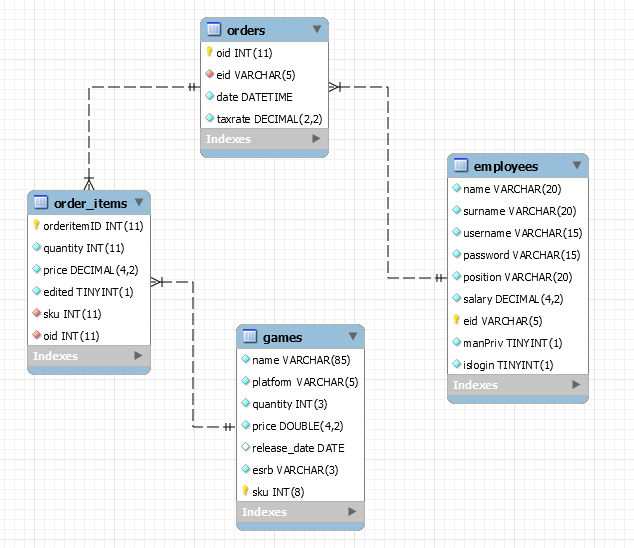 orders
oid INT(11)
eid VARCHAR(5)
date DATETIME
taxrate DECIMAL(2,2)
Indexes
order_items
orderitemID INT(11)
quantity INT(11)
price DECIMAL(4,2)
edited TINYINT(1)
sku INT(11)
oid INT(11)
Indexes
employees
name VARCHAR(20)
surname VARCHAR(20)
username VARCHAR(15)
password VARCHAR(15)
position VARCHAR(20)
salary DECIMAL(4,2)
eid VARCHAR(5)
manPriv TINYINT(1)
islogin TINYINT(1)
Indexes
games
name VARCHAR(85)
platfom VARCHAR(5)
quantity INT(3)
price DOUBLE(4,2)
release_date DATE
esrb VARCHAR(3)
sku INT(8)
Indexes